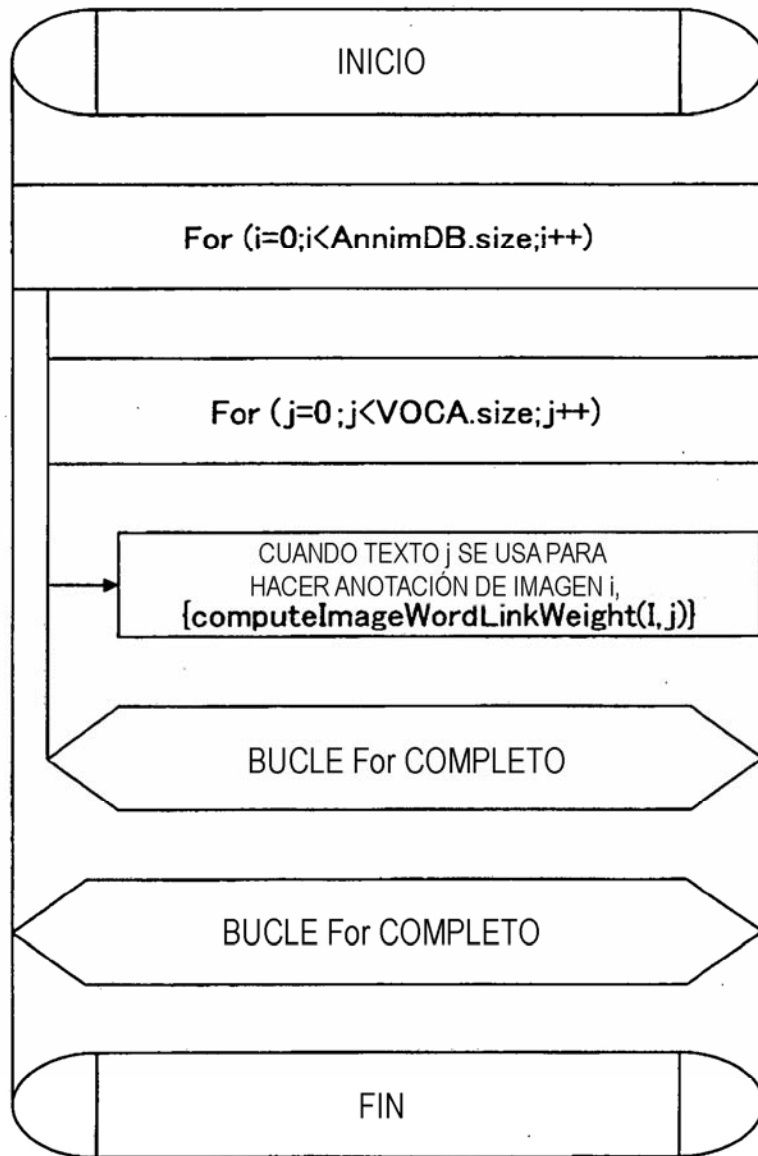 INICIO
For (i=0;i<AnnimDB.size;i++)
For (j=0;j<VOCA.size;j++)
CUANDO TEXTO j SE USA PARA
HACER ANOTACIÓN DE IMAGEN i,
{computeImageWordLinkWeight(I,j)}
BUCLE For COMPLETO
BUCLE For COMPLETO
FIN